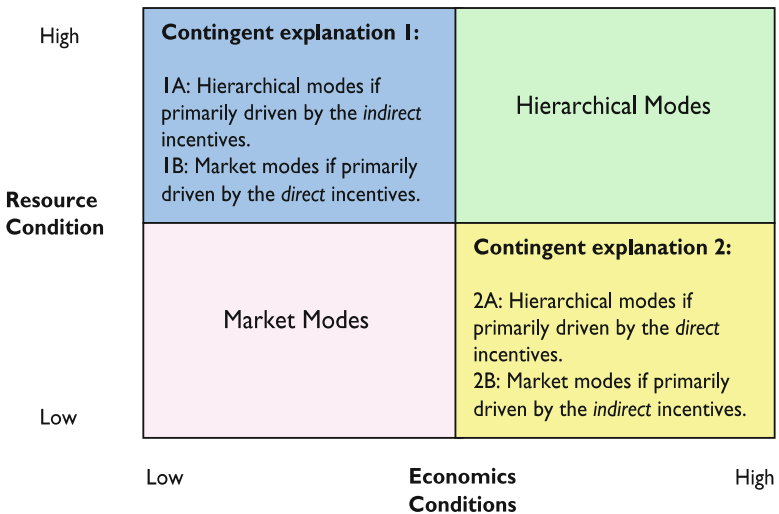 High
Contingent explanation 1:
1A: Hierarchical modes if
primarily driven by the indirect
incentives.
1B: Market modes if primarily
driven by the direct incentives.
Hierarchical Modes
Resource
Condition
Market Modes
Contingent explanation 2:
2A: Hierarchical modes if
primarily driven by the direct
incentives.
2B: Market modes if primarily
driven by the indirect incentives.
Low
Low
Economics
Conditions
High